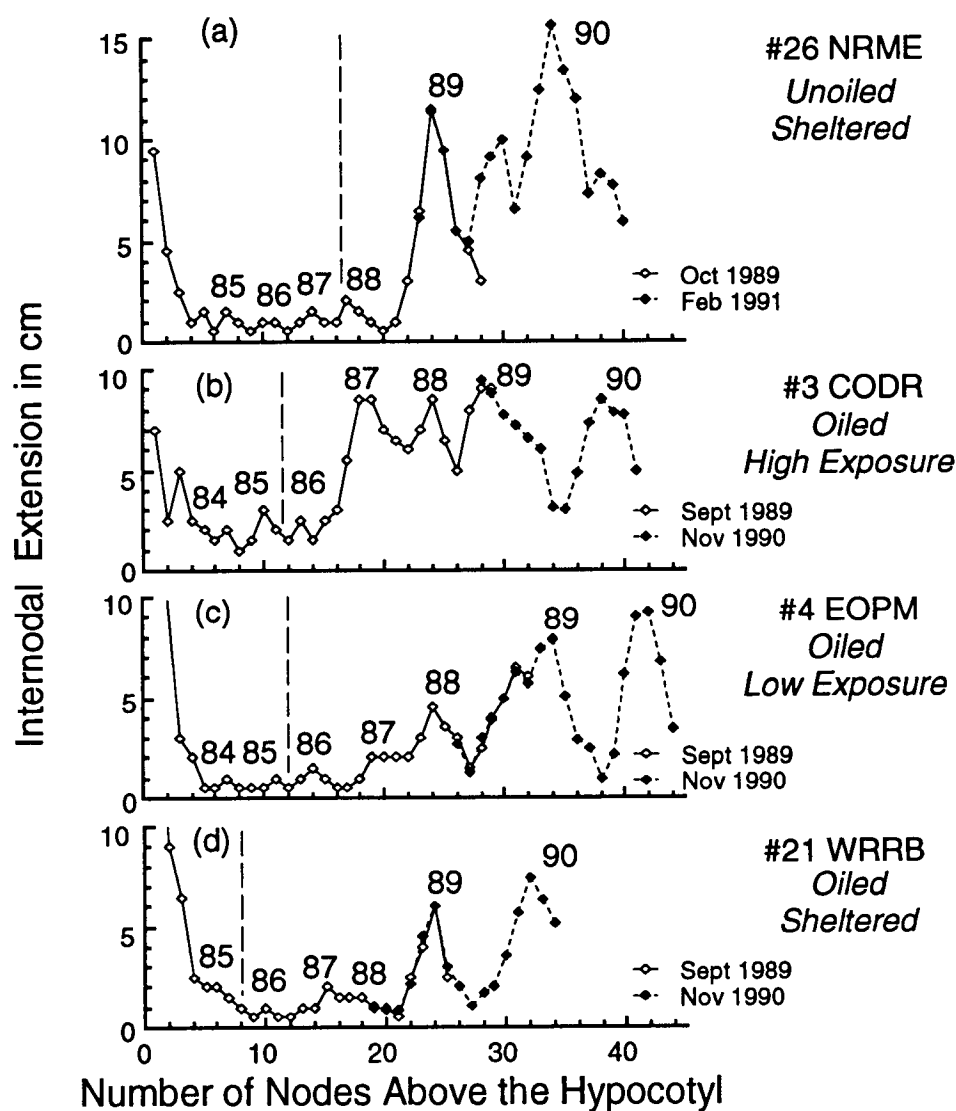 (a)
15
10
5
0
85
86
87
88
89
90
#26 NRME
Unoiled
Sheltered
Oct 1989
Feb 1991
(b)
10
5
0
84
85
86
87
88
89
90
#3 CODR
Oiled
High Exposure
Sept 1989
Nov 1990
(c)
10
5
0
84
85
86
87
88
89
90
#4 EOPM
Oiled
Low Exposure
Sept 1989
Nov 1990
(d)
10
5
0
85
86
87
88
89
90
#21 WRRB
Oiled
Sheltered
Sept 1989
Nov 1990
0
10
20
30
40
Internodal Extension in cm
Number of Nodes Above the Hypocotyl